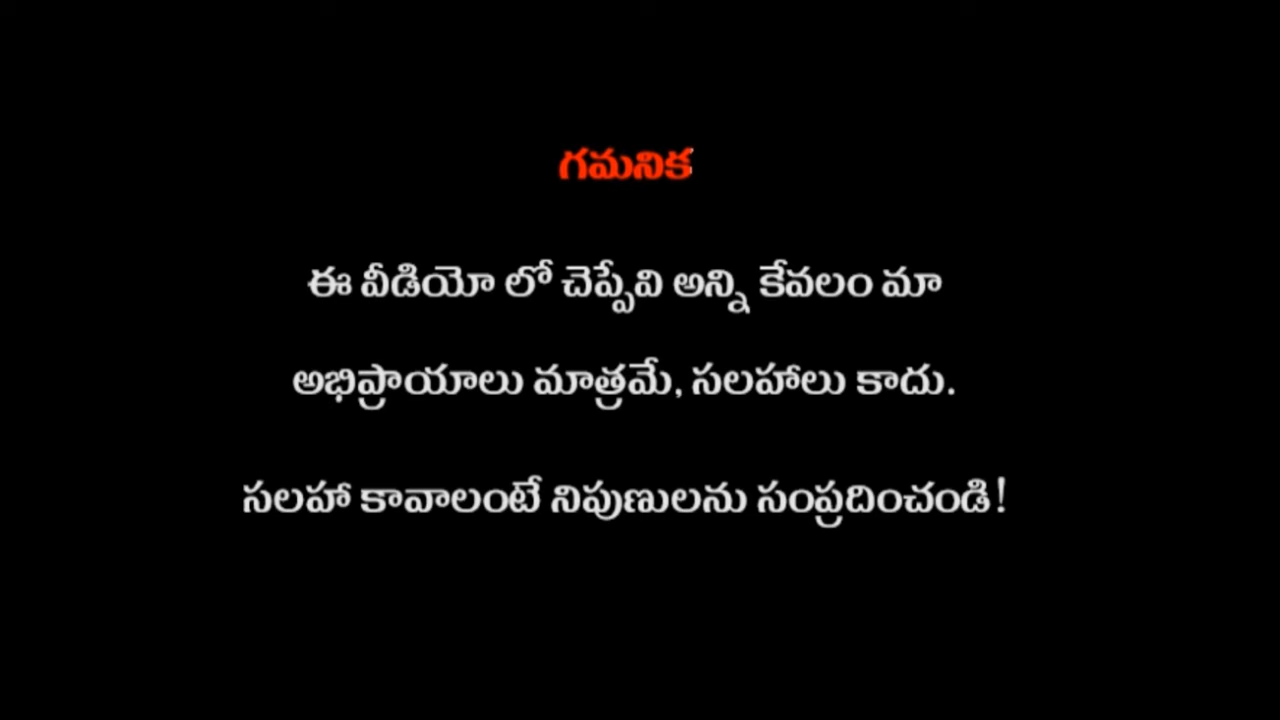 గమనిక
ఈ వీడియో లో చెప్పేవి అన్ని కేవలం మా
అభిప్రాయాలు మాత్రమే, సలహాలు కాదు.
సలహా కావాలంటే నిపుణులను సంప్రదించండి!